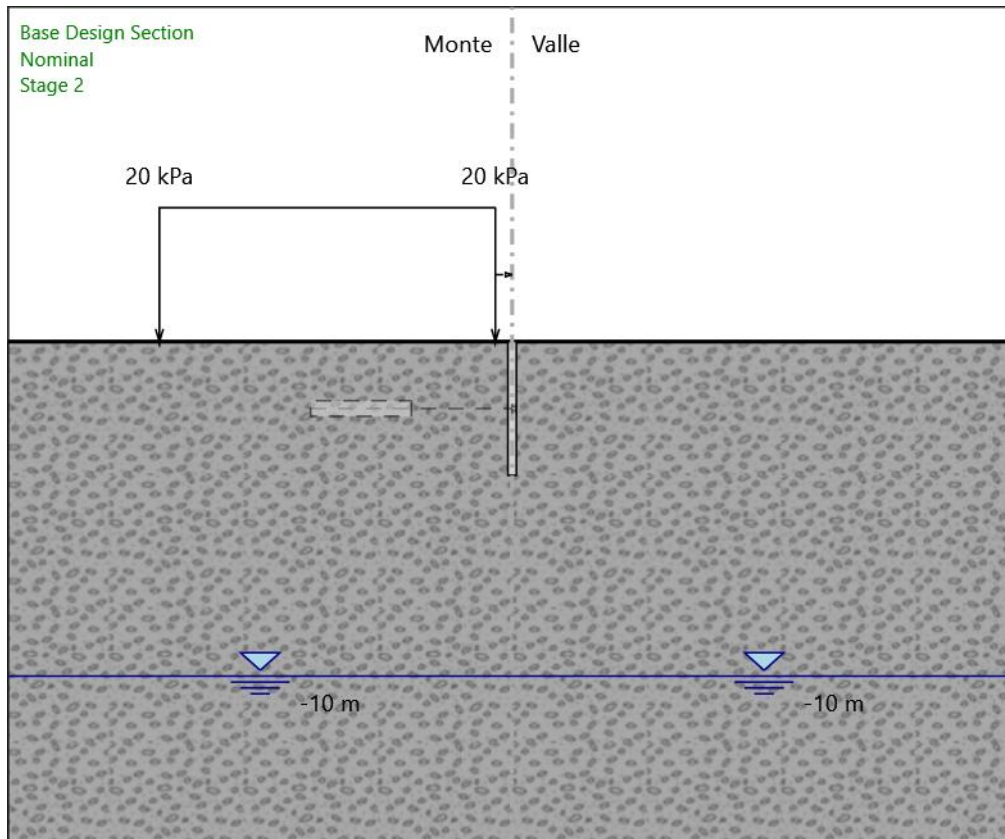 Base Design Section
Nominal
Stage 2
Monte Valle
20 kPa 20 kPa
-10 m -10 m